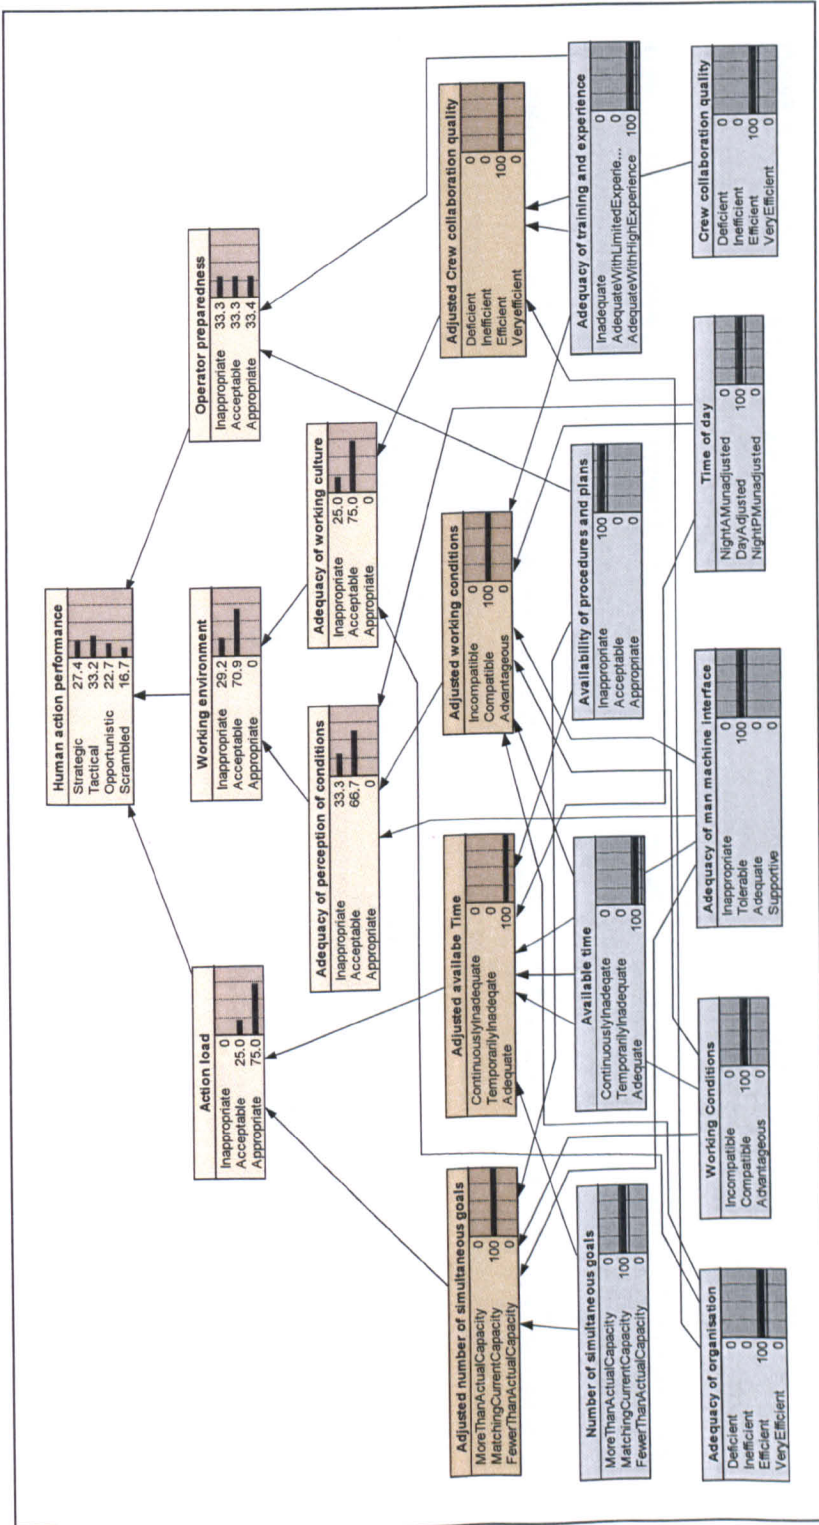 Human action performance
Strategic 27.4
Tactical 33.2
Opportunistic 22.7
Scrambled 16.7
Action load
Inappropriate 0
Acceptable 25.0
Appropriate 75.0
Working environment
Inappropriate 29.2
Acceptable 70.9
Appropriate 0
Operator preparedness
Inappropriate 33.3
Acceptable 33.3
Appropriate 33.4
Adequacy of perception of conditions
Inappropriate 33.3
Acceptable 66.7
Appropriate 0
Adequacy of working culture
Inappropriate 25.0
Acceptable 75.0
Appropriate 0
Adjusted number of simultaneous goals
MoreThanActualCapacity 0
MatchingCurrentCapacity 100
FewerThanActualCapacity 0
Adjusted availabe Time
ContinuouslyInadequate 0
TemporarilyInadeqate 0
Adequate 100
Adjusted working conditions
Incompatible 0
Compatible 100
Advantageous 0
Adjusted Crew collaboration quality
Deficient 0
Inefficient 0
Efficient 100
Veryefficient 0
Number of simultaneous goals
MoreThanActualCapacity 0
MatchingCurrentCapacity 100
FewerThanActualCapacity 0
Available time
ContinuouslyInadeqate 0
TemporarilyInadequate 0
Adequate 100
Availability of procedures and plans
Inappropriate 100
Acceptable 0
Appropriate 0
Adequacy of training and experience
Inadequate 0
AdequateWithLimitedExperie... 0
AdequateWithHighExperience 100
Adequacy of organisation
Deficient 0
Inefficient 0
Efficient 100
VeryEfficient 0
Working Conditions
Incompatible 0
Compatible 100
Advantageous 0
Adequacy of man machine interface
Inappropriate 0
Tolerable 100
Adequate 0
Supportive 0
Time of day
NightAMunadjusted 0
DayAdjusted 100
NightPMunadjusted 0
Crew collaboration quality
Deficient 0
Inefficient 0
Efficient 100
VeryEfficient 0